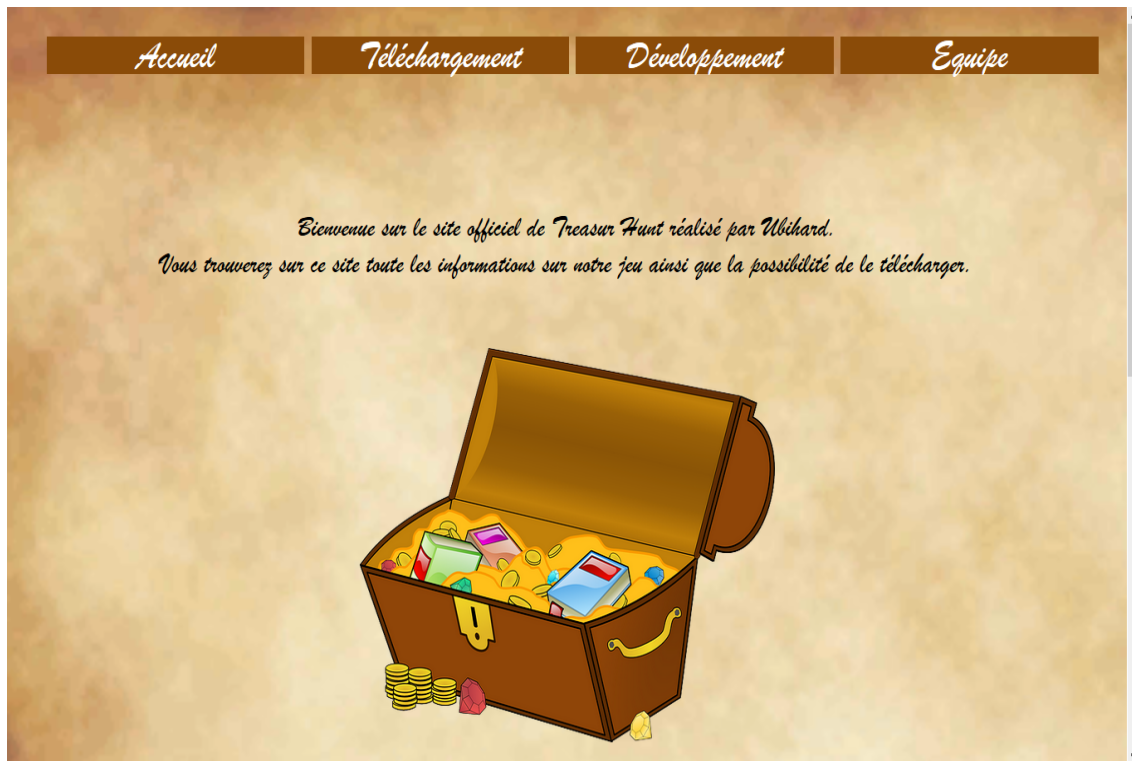 Accueil
Téléchargement
Développement
Equipe
Bienvenue sur le site officiel de Treasur Hunt réalisé par Ubihard.
Vous trouverez sur ce site toute les informations sur notre jeu ainsi que la possibilité de le télécharger.